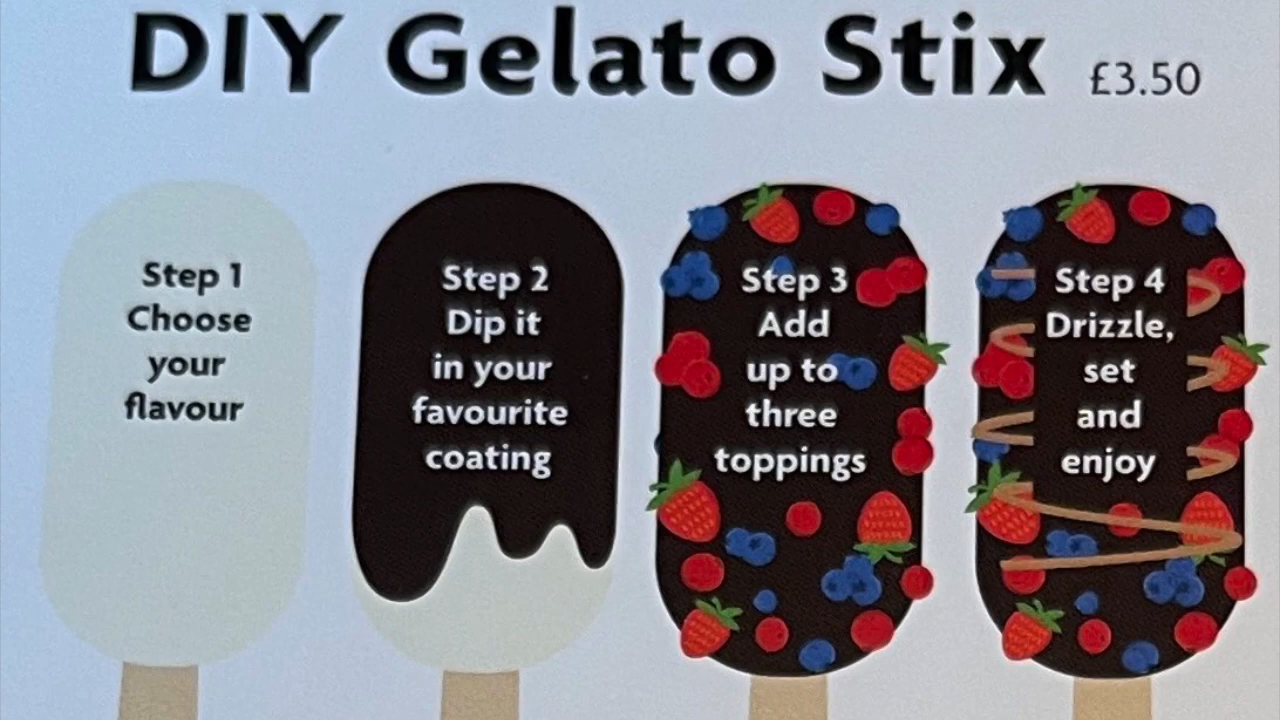 DIY Gelato Stix £3.50
Step 1
Choose
your
flavour
Step 2
Dip it
in your
favourite
coating
Step 3
Add
up to
three
toppings
Step 4
Drizzle,
set
and
enjoy